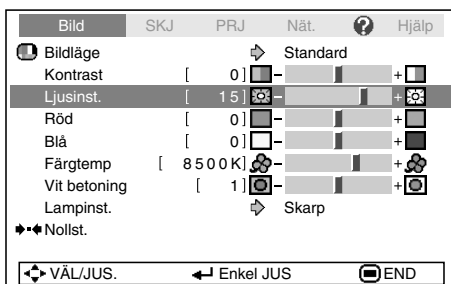 Bild SKJ PRJ Nät. ? Hjälp
Bildläge Standard
Kontrast [ 0] - +
Ljusinst. [ 15] - +
Röd [ 0] - +
Blå [ 0] - +
Färgtemp [ 8500K] - +
Vit betoning [ 1] - +
Lampinst. Skarp
Nollst.
VÄL/JUS. Enkel JUS END